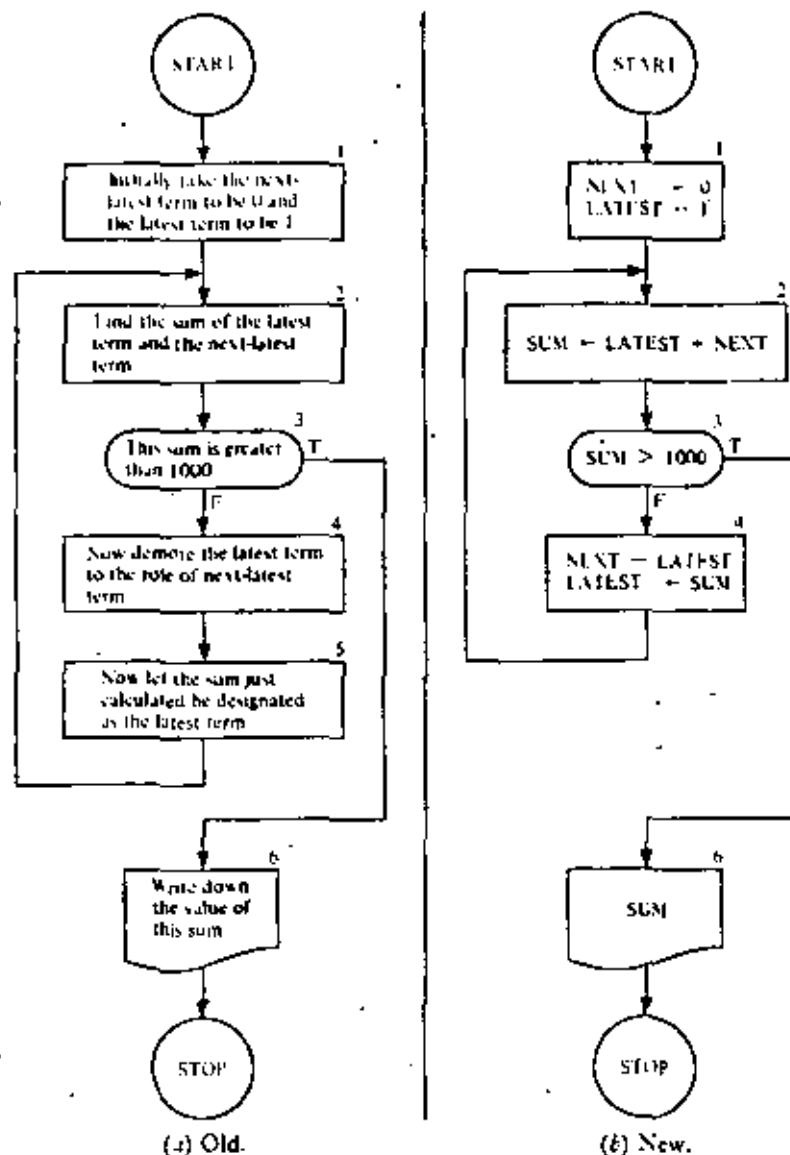 START
1
Initially take the next-
latest term to be 0 and
the latest term to be 1
2
Find the sum of the latest
term and the next-latest
term
3
This sum is greater
than 1000
T
F
4
Now demote the latest term
to the role of next-latest
term
5
Now let the sum just
calculated be designated
as the latest term
6
Write down
the value of
this sum
STOP
(a) Old.
START
1
NEXT ← 0
LATEST ← 1
2
SUM ← LATEST + NEXT
3
SUM > 1000
T
F
4
NEXT ← LATEST
LATEST ← SUM
6
SUM
STOP
(b) New.